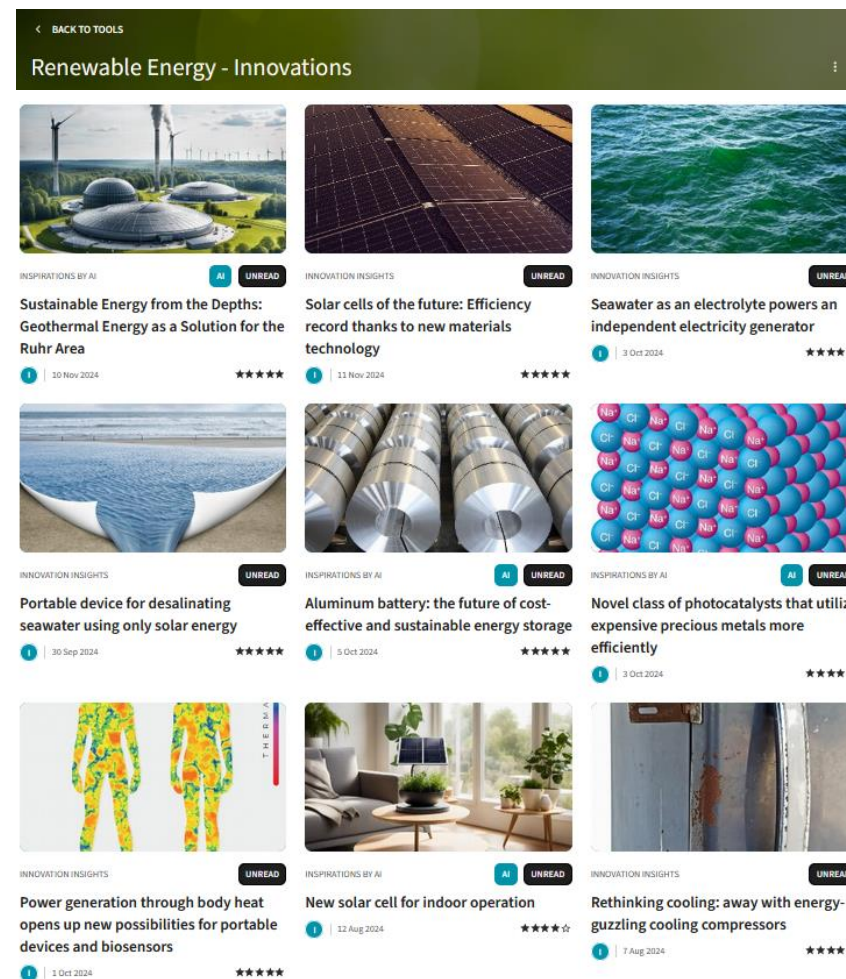 BACK TO TOOLS
Renewable Energy - Innovations
INSPIRATIONS BY AI
AI
UNREAD
Sustainable Energy from the Depths:
Geothermal Energy as a Solution for the
Ruhr Area
I
10 Nov 2024
INNOVATION INSIGHTS
UNREAD
Solar cells of the future: Efficiency
record thanks to new materials
technology
I
11 Nov 2024
INNOVATION INSIGHTS
UNREA
Seawater as an electrolyte powers an
independent electricity generator
I
3 Oct 2024
INNOVATION INSIGHTS
UNREAD
Portable device for desalinating
seawater using only solar energy
I
30 Sep 2024
INSPIRATIONS BY AI
AI
UNREAD
Aluminum battery: the future of cost-
effective and sustainable energy storage
I
5 Oct 2024
INSPIRATIONS BY AI
AI
UNREA
Novel class of photocatalysts that utiliz
expensive precious metals more
efficiently
I
3 Oct 2024
THERMA
INNOVATION INSIGHTS
UNREAD
Power generation through body heat
opens up new possibilities for portable
devices and biosensors
I
1 Oct 2024
INSPIRATIONS BY AI
AI
UNREAD
New solar cell for indoor operation
I
12 Aug 2024
INNOVATION INSIGHTS
UNREA
Rethinking cooling: away with energy-
guzzling cooling compressors
I
7 Aug 2024